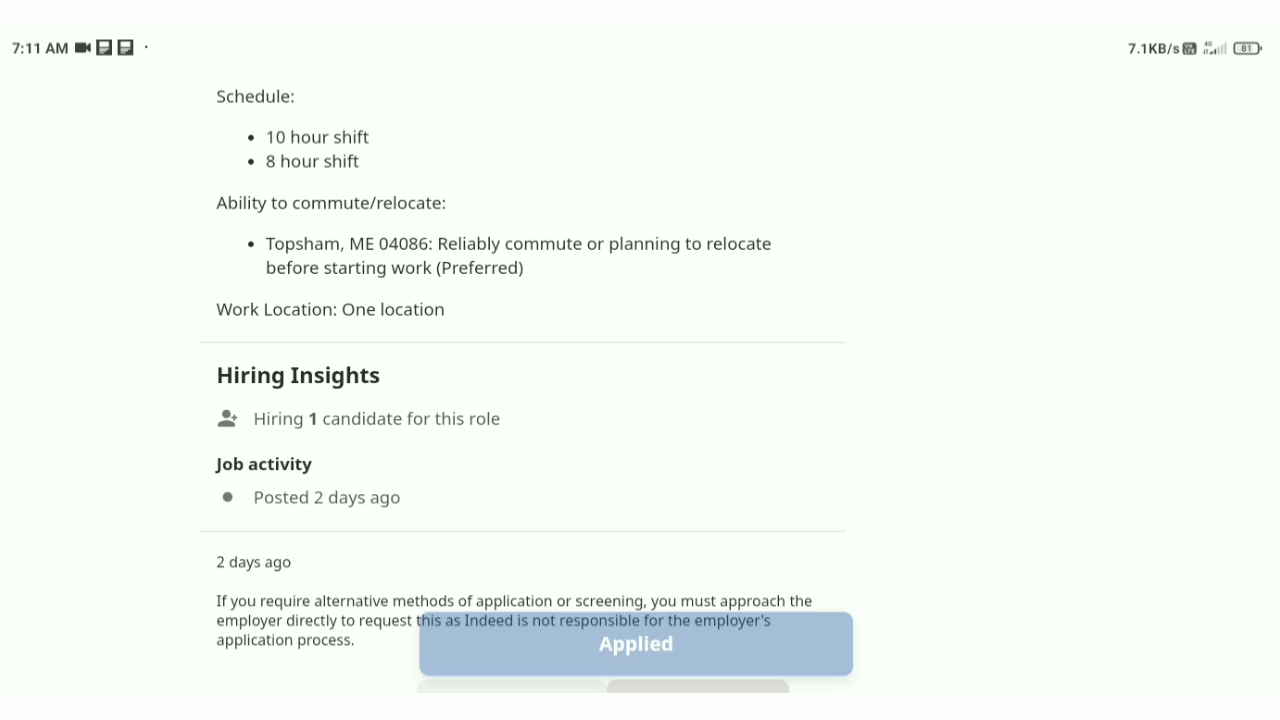 7:11 AM
7.1KB/s
4G
81
Schedule:
10 hour shift
8 hour shift
Ability to commute/relocate:
Topsham, ME 04086: Reliably commute or planning to relocate
before starting work (Preferred)
Work Location: One location
Hiring Insights
Hiring 1 candidate for this role
Job activity
Posted 2 days ago
2 days ago
If you require alternative methods of application or screening, you must approach the
employer directly to request this as Indeed is not responsible for the employer's
application process.
Applied